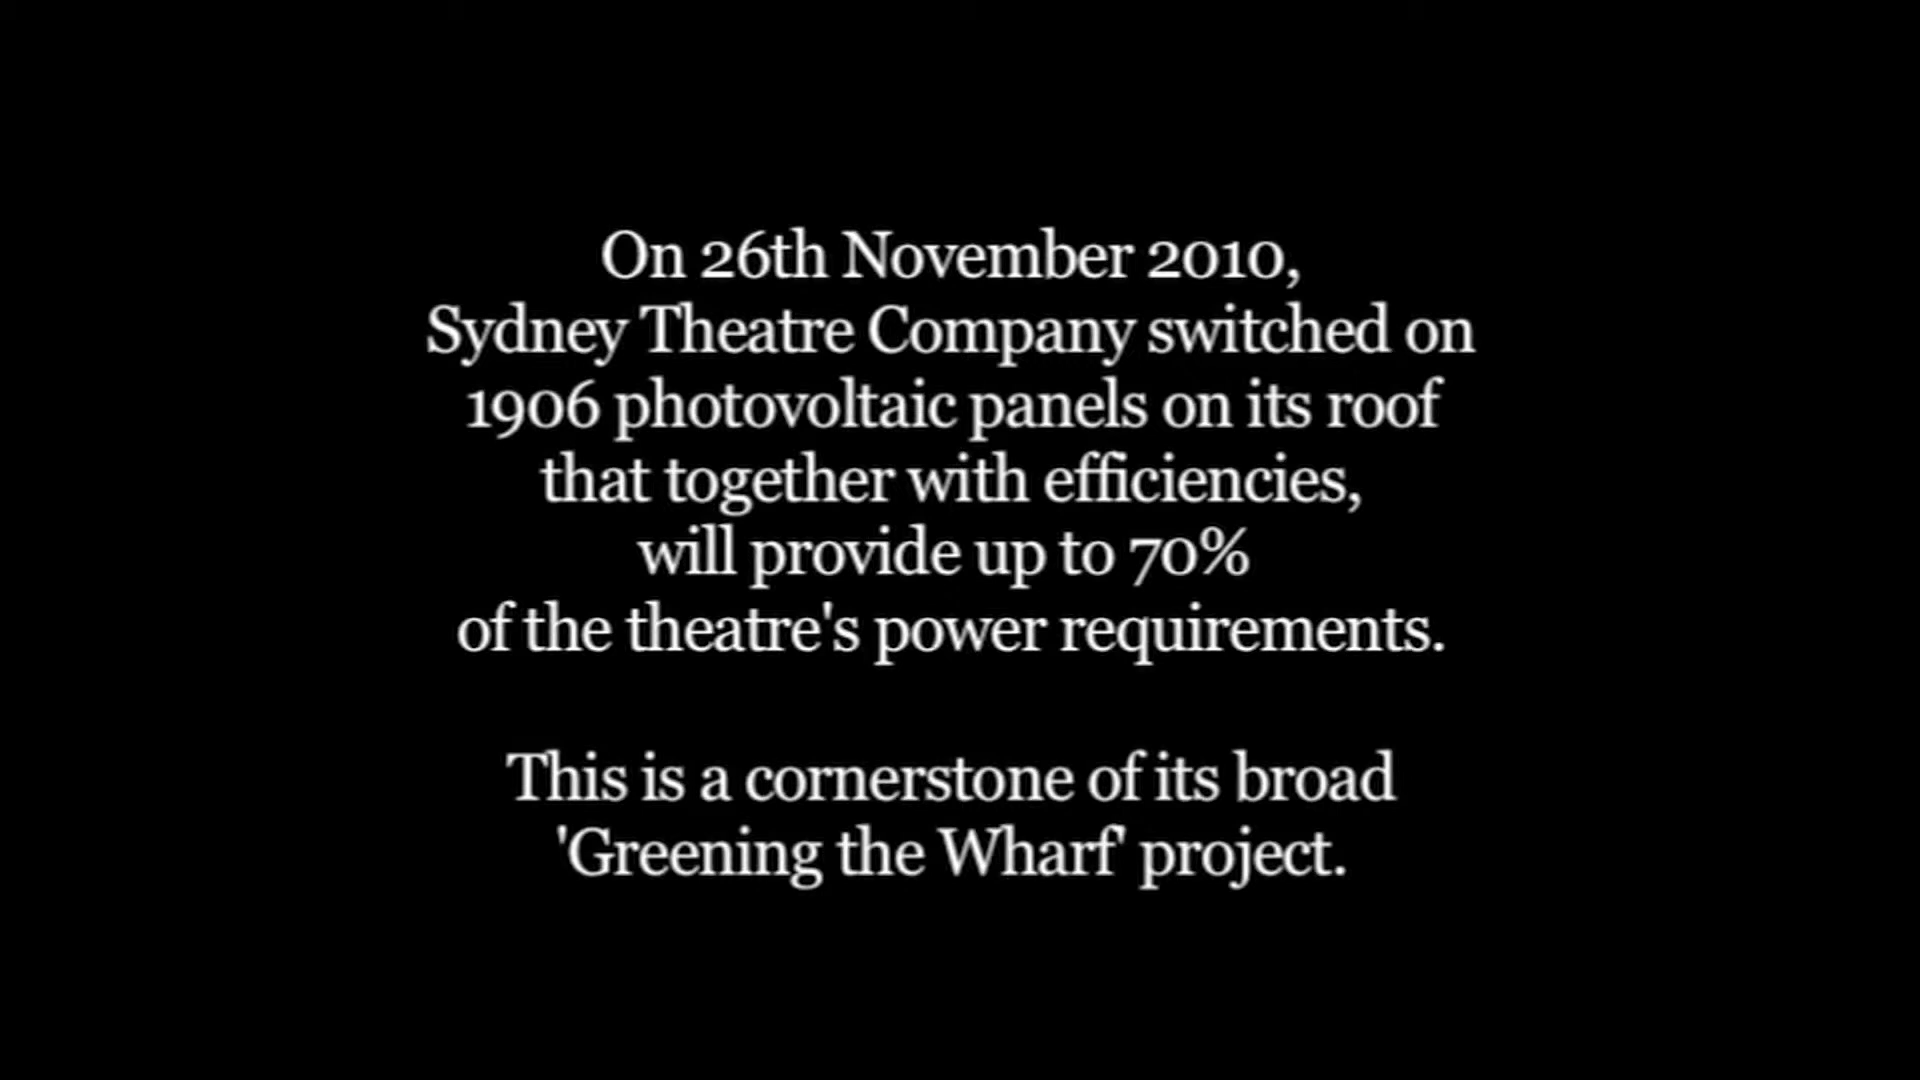 On 26th November 2010,
Sydney Theatre Company switched on
1906 photovoltaic panels on its roof
that together with efficiencies,
will provide up to 70%
of the theatre's power requirements.
This is a cornerstone of its broad
'Greening the Wharf' project.